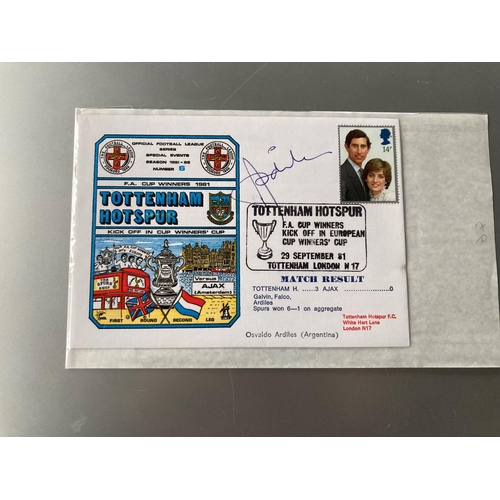 OFFICIAL FOOTBALL LEAGUE
SERIES
SPECIAL EVENTS
SEASON 1981-82
NUMBER 6
F.A. CUP WINNERS 1981
TOTTENHAM
HOTSPUR
KICK OFF IN CUP WINNERS' CUP
Versus
AJAX
(Amsterdam)
FIRST ROUND SECOND LEG
14P
TOTTENHAM HOTSPUR
F.A. CUP WINNERS
KICK OFF IN EUROPEAN
CUP WINNERS' CUP
29 SEPTEMBER 81
TOTTENHAM LONDON N 17
MATCH RESULT
TOTTENHAM H. ......3 AJAX ..................0
Galvin, Falco,
Ardiles
Spurs won 6—1 on aggregate
Tottenham Hotspur F.C.
White Hart Lane
London N17
Osvaldo Ardiles (Argentina)